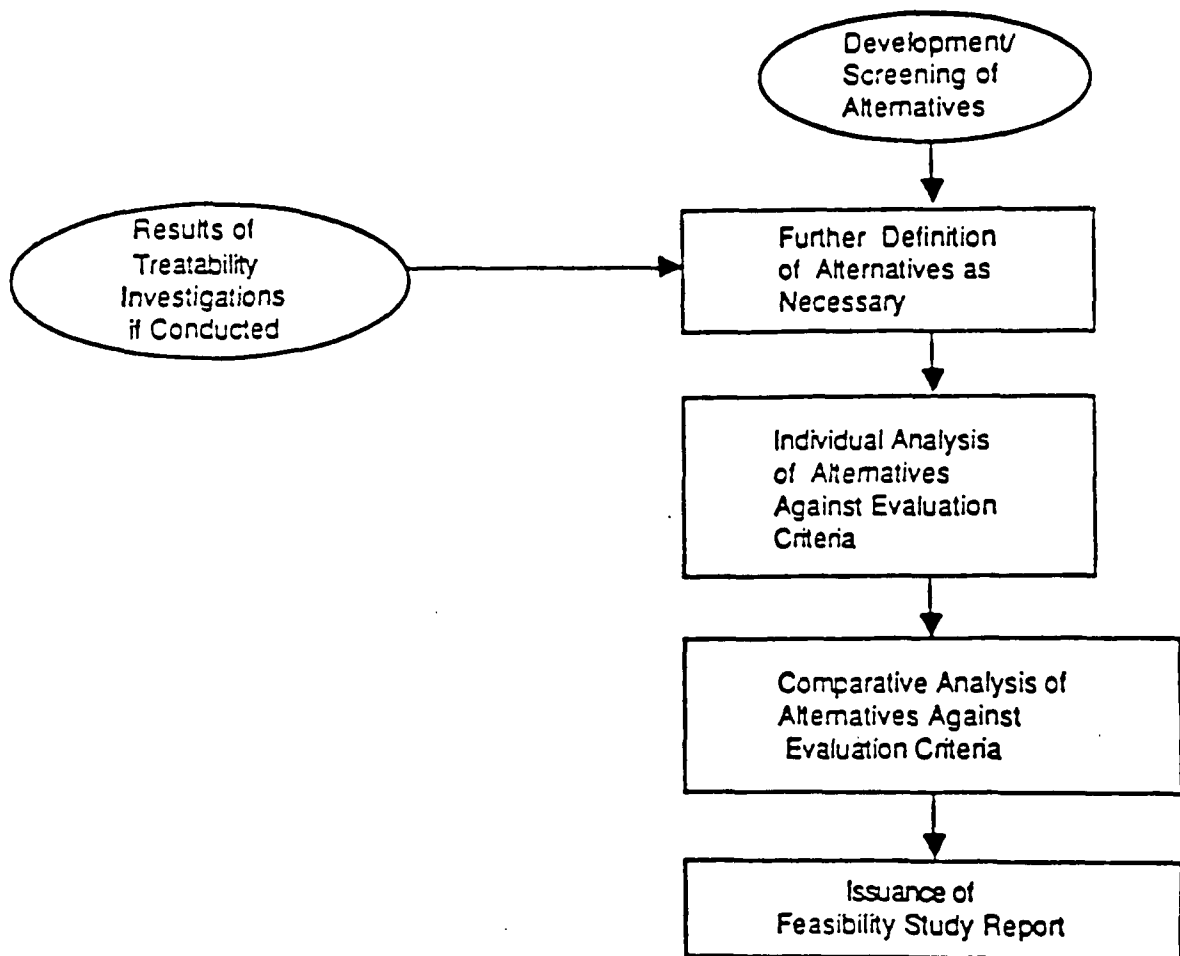 Development/
Screening of
Alternatives
Results of
Treatability
Investigations
if Conducted
Further Definition
of Alternatives as
Necessary
Individual Analysis
of Alternatives
Against Evaluation
Criteria
Comparative Analysis of
Alternatives Against
Evaluation Criteria
Issuance of
Feasibility Study Report